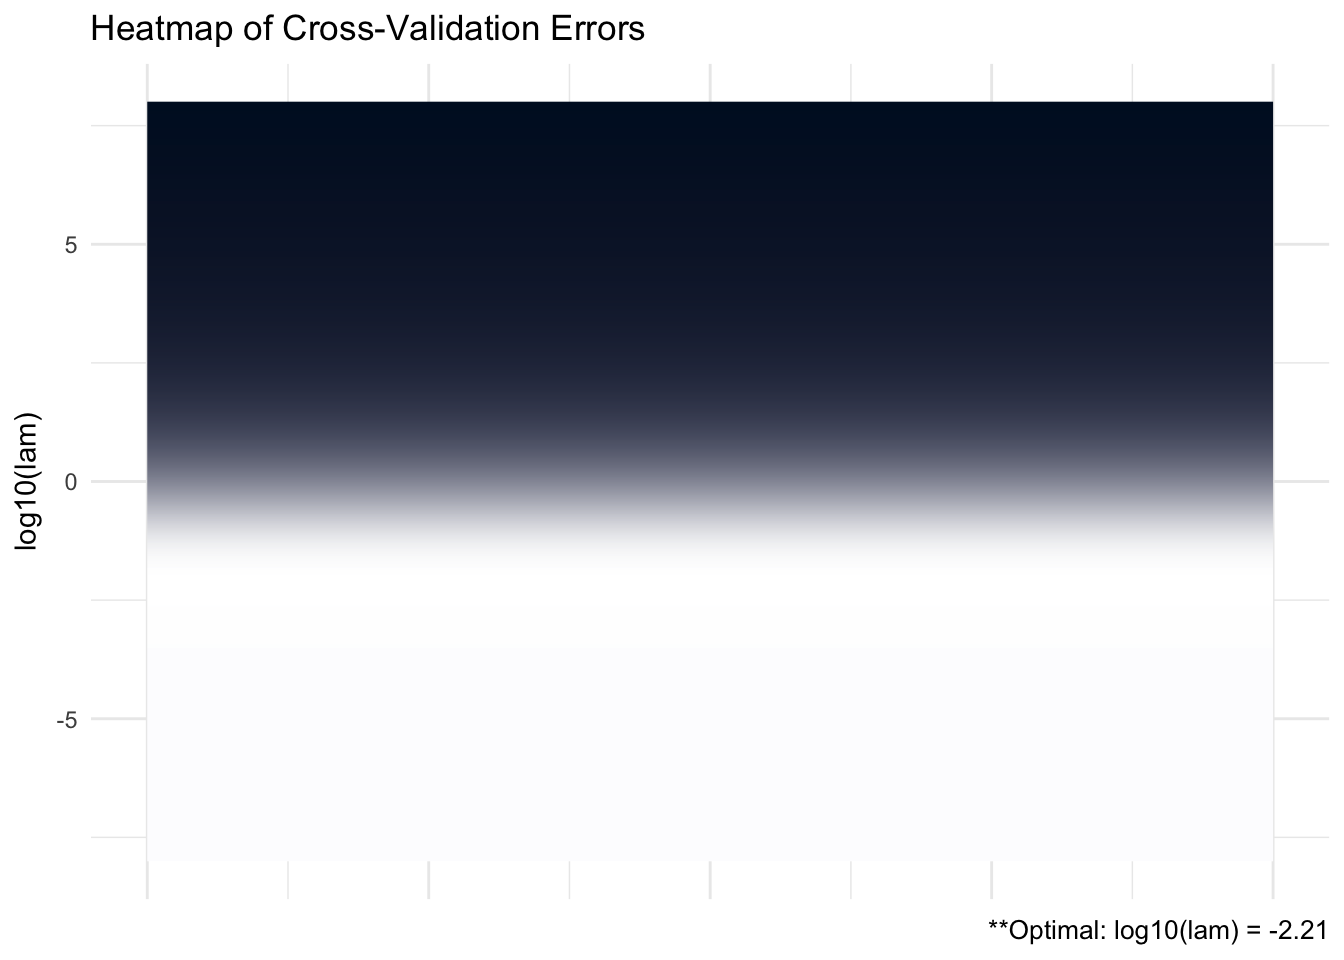 Heatmap of Cross-Validation Errors
5
0
-5
log10(lam)
**Optimal: log10(lam) = -2.21